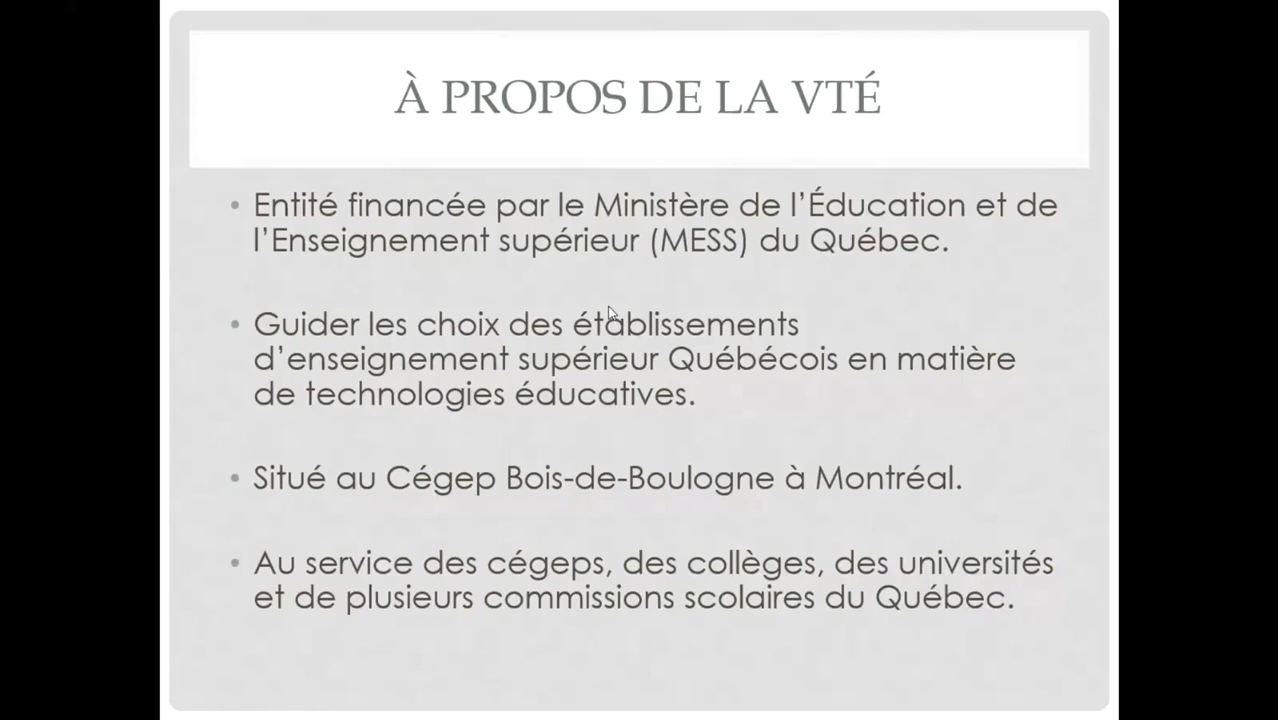 À PROPOS DE LA VTÉ
• Entité financée par le Ministère de l’Éducation et de
l’Enseignement supérieur (MESS) du Québec.
• Guider les choix des établissements
d’enseignement supérieur Québécois en matière
de technologies éducatives.
• Situé au Cégep Bois-de-Boulogne à Montréal.
• Au service des cégeps, des collèges, des universités
et de plusieurs commissions scolaires du Québec.